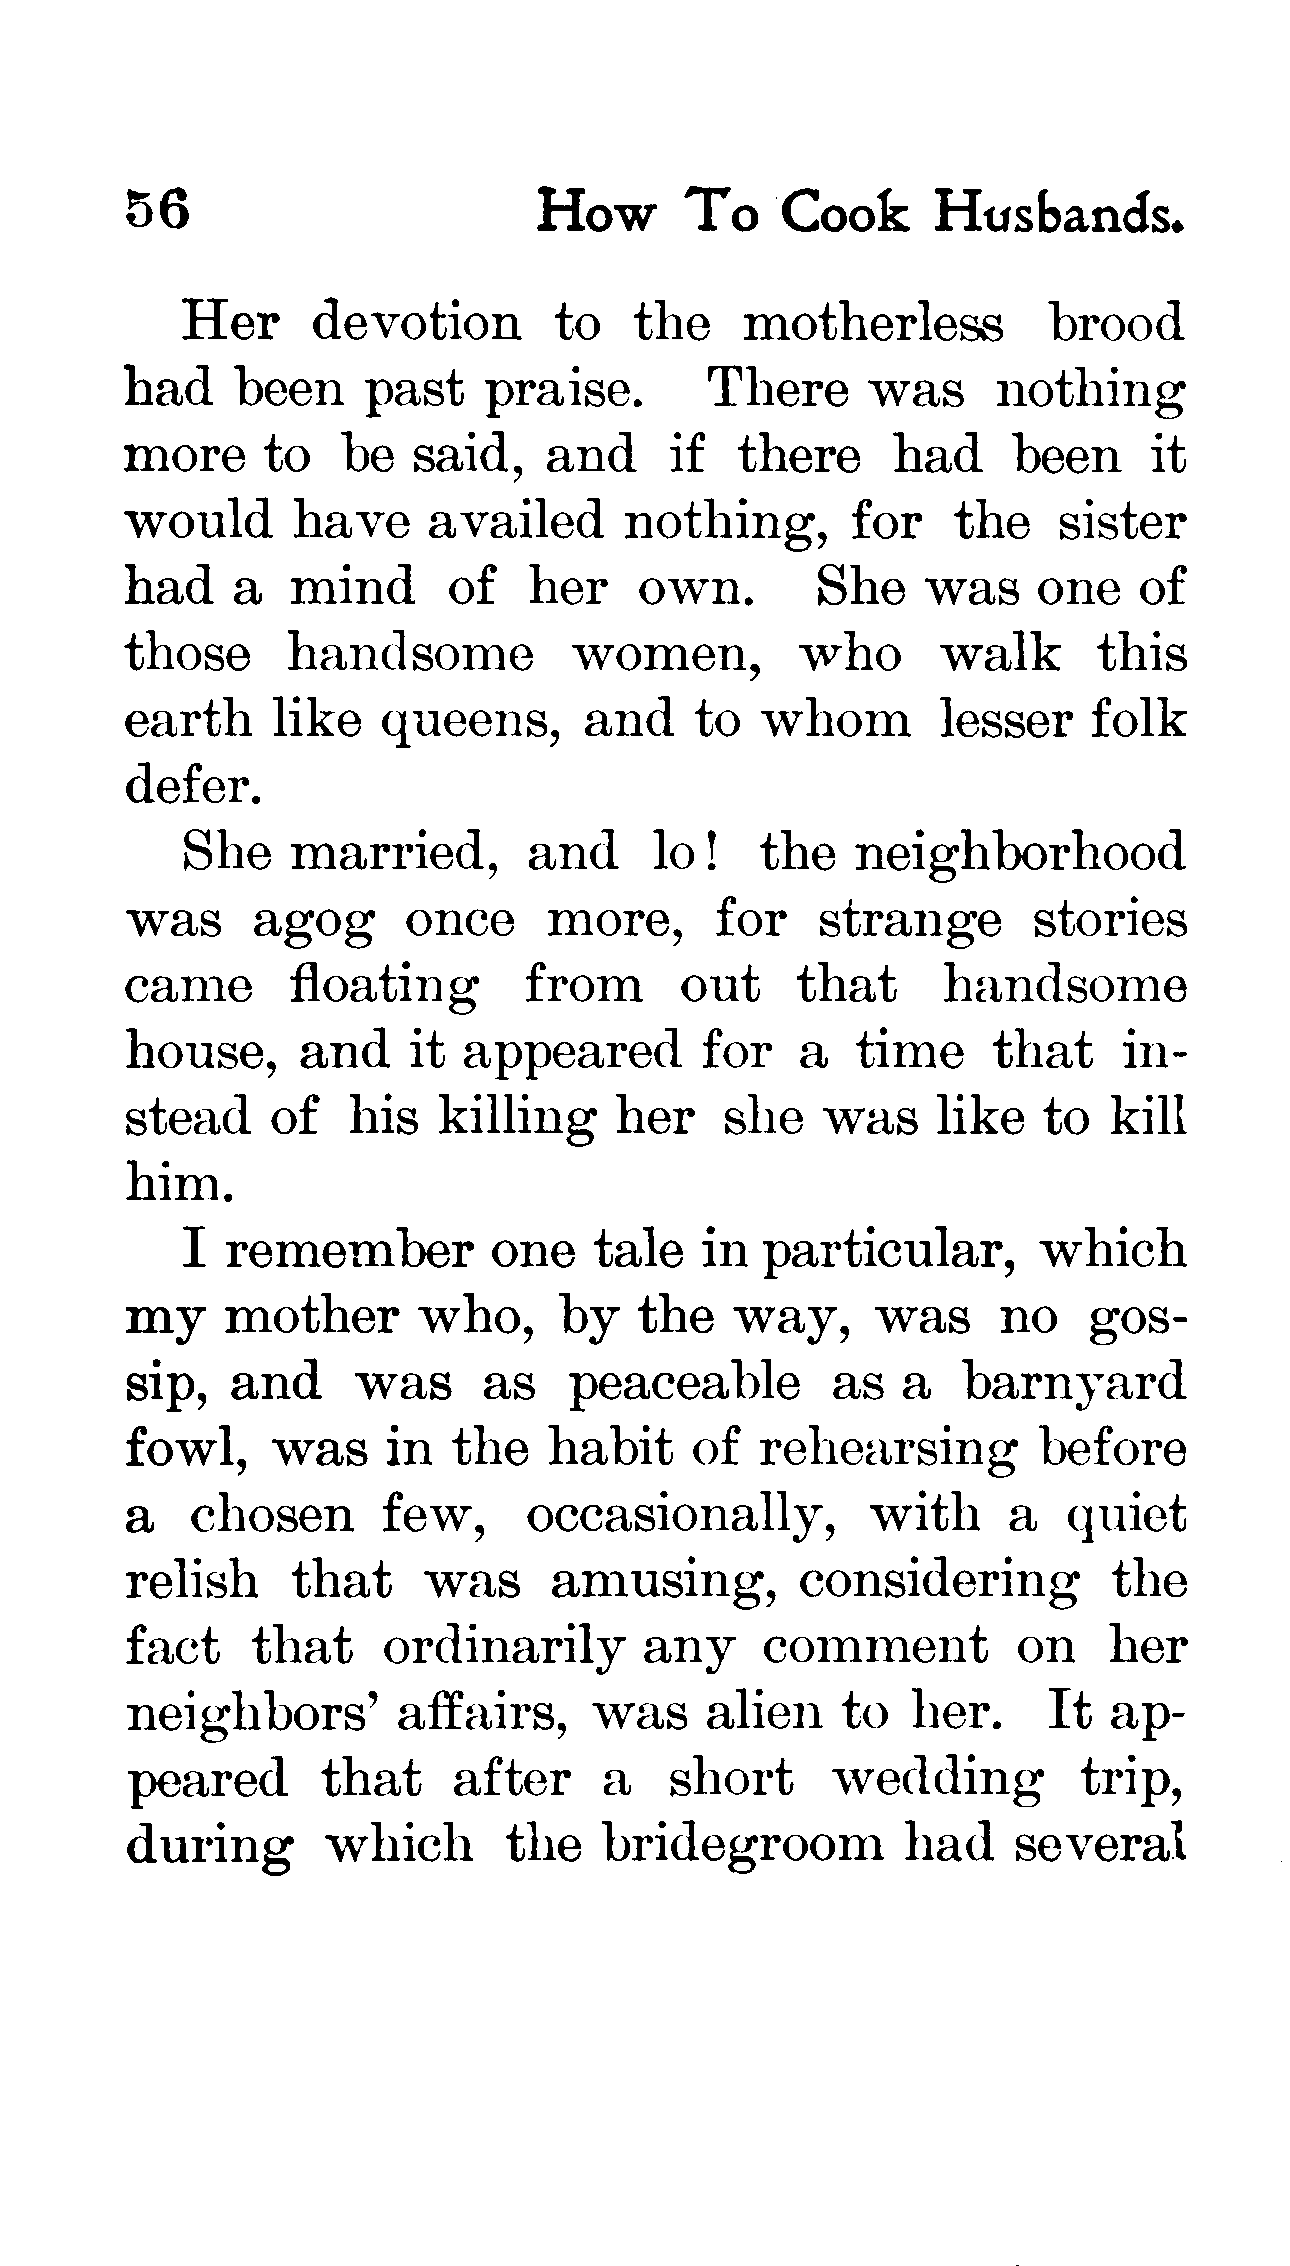 56 How To Cook Husbands.
Her devotion to the motherless brood
had been past praise. There was nothing
more to be said, and if there had been it
would have availed nothing, for the sister
had a mind of her own. She was one of
those handsome women, who walk this
earth like queens, and to whom lesser folk
defer.
She married, and lo! the neighborhood
was agog once more, for strange stories
came floating from out that handsome
house, and it appeared for a time that in-
stead of his killing her she was like to kill
him.
I remember one tale in particular, which
my mother who, by the way, was no gos-
sip, and was as peaceable as a barnyard
fowl, was in the habit of rehearsing before
a chosen few, occasionally, with a quiet
relish that was amusing, considering the
fact that ordinarily any comment on her
neighbors' affairs, was alien to her. It ap-
peared that after a short wedding trip,
during which the bridegroom had several